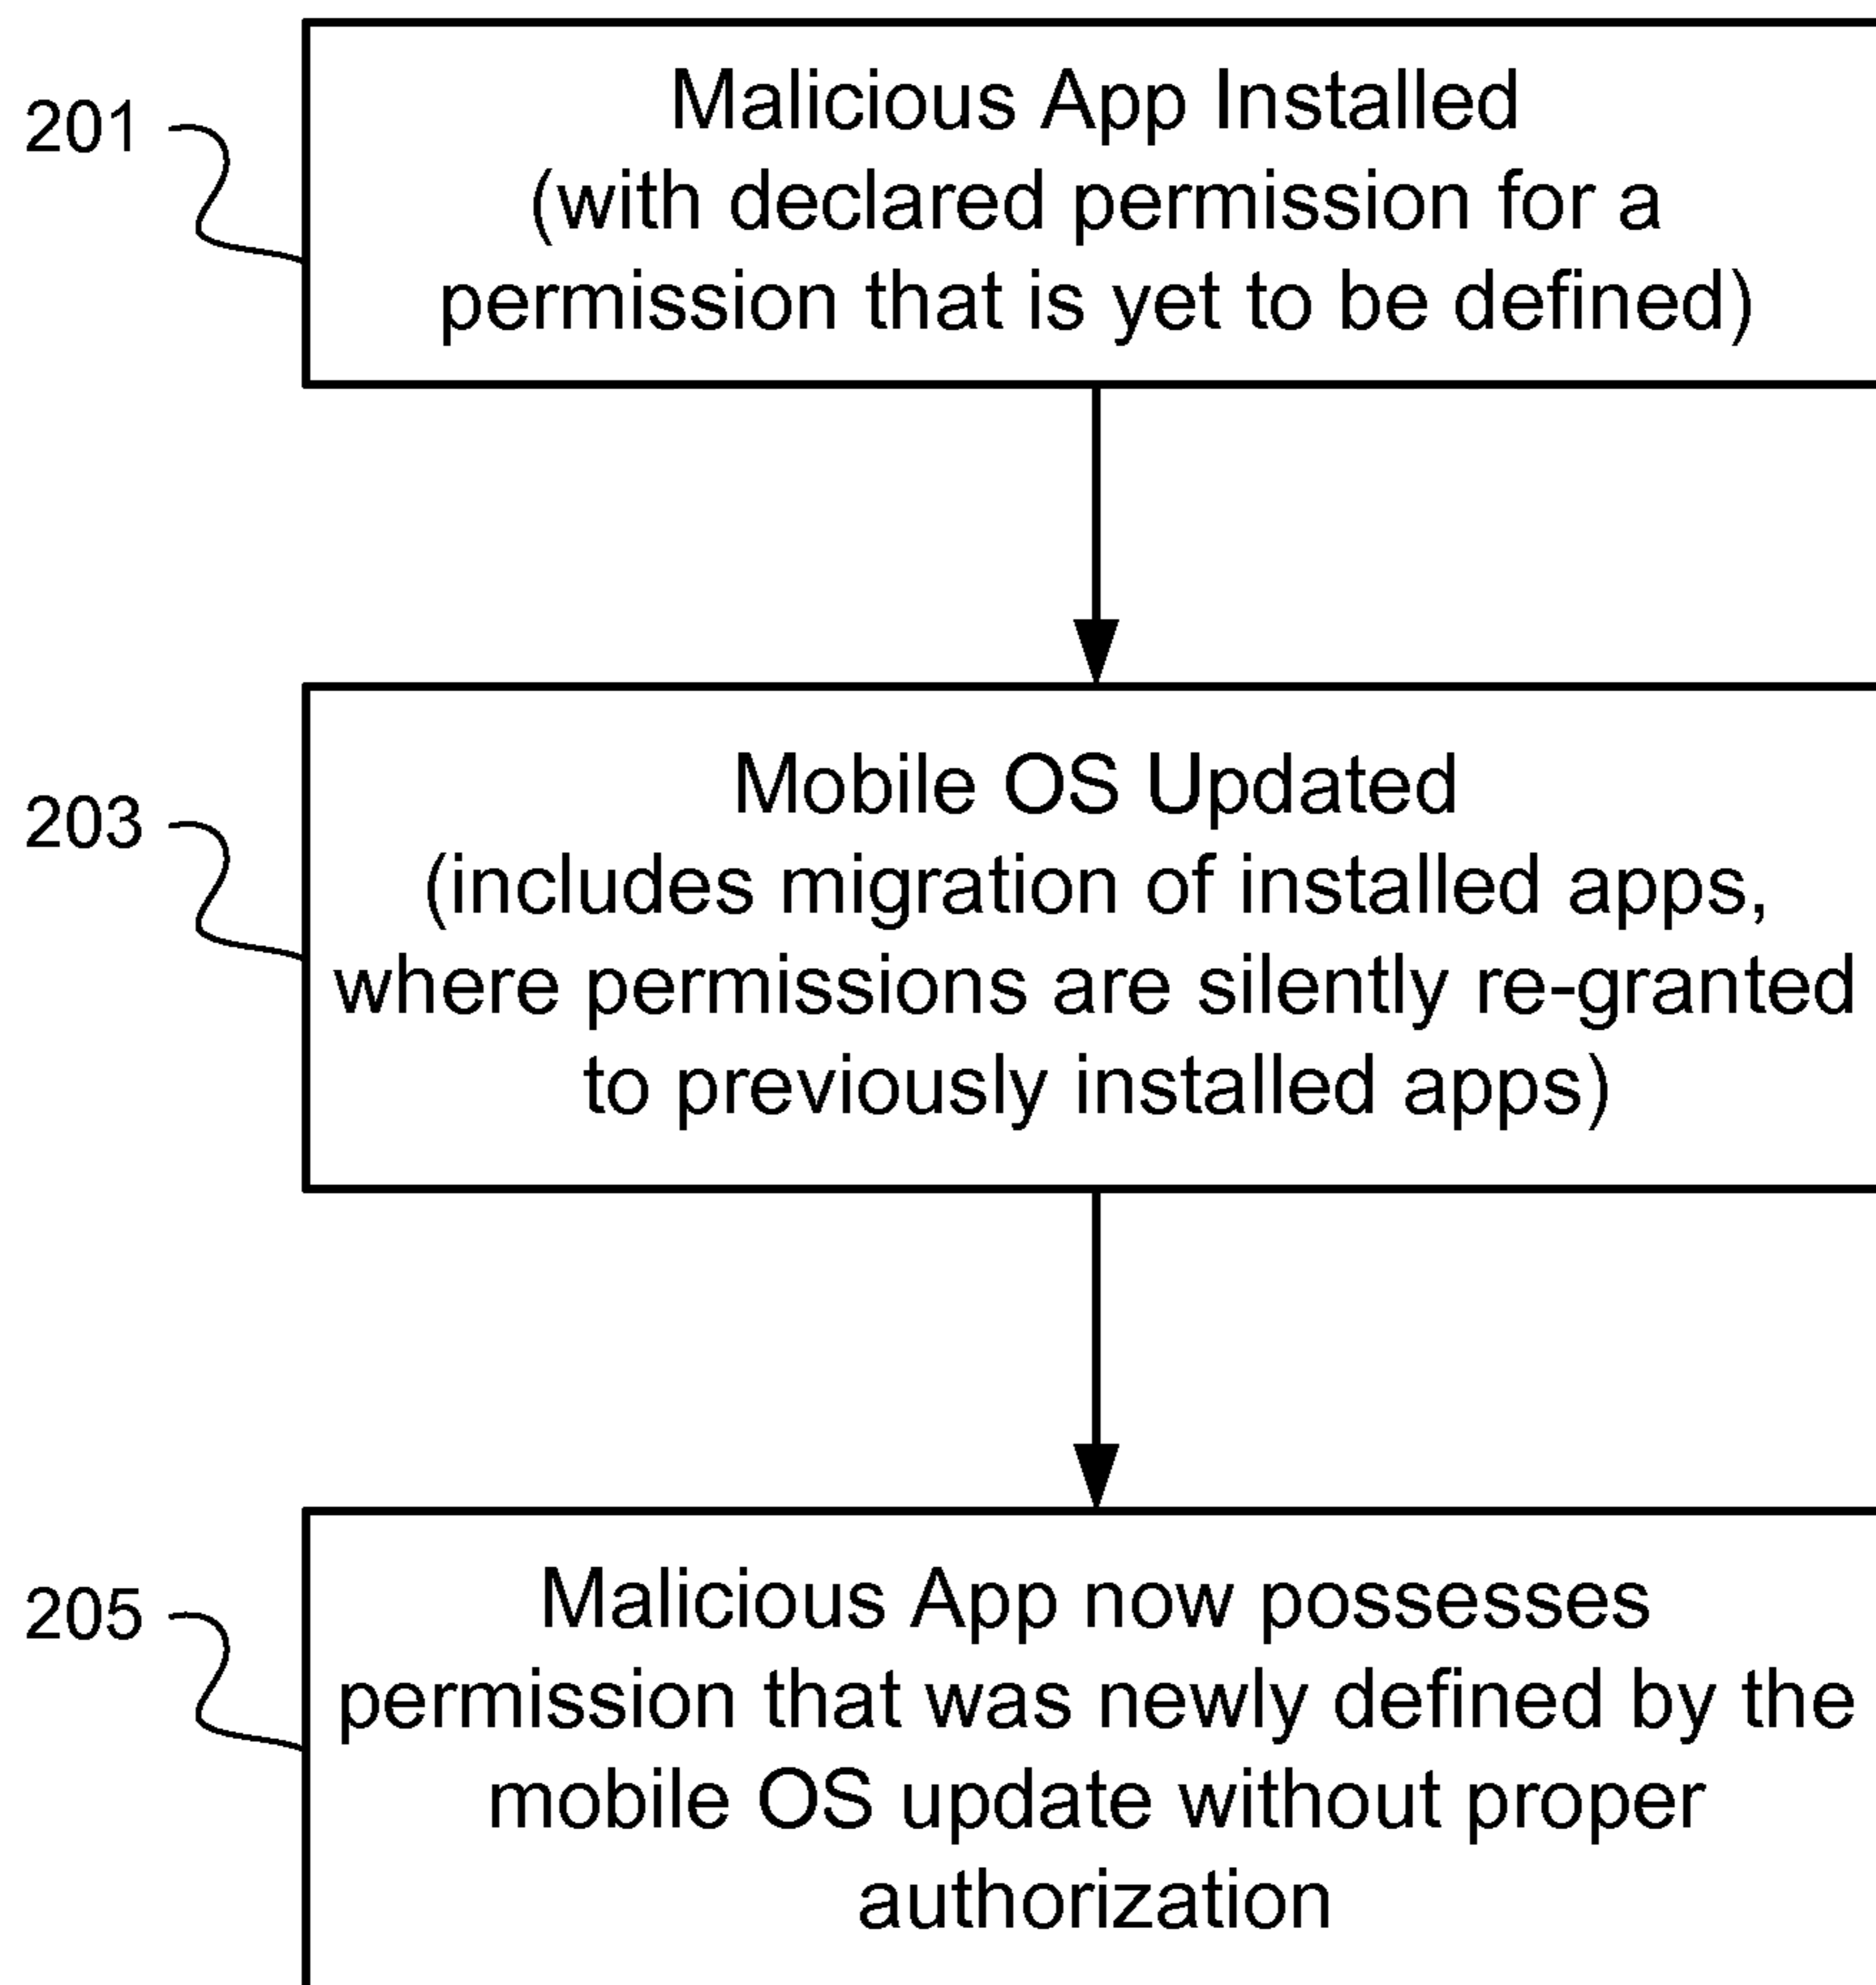 201
Malicious App Installed
(with declared permission for a
permission that is yet to be defined)
203
Mobile OS Updated
(includes migration of installed apps,
where permissions are silently re-granted
to previously installed apps)
205
Malicious App now possesses
permission that was newly defined by the
mobile OS update without proper
authorization